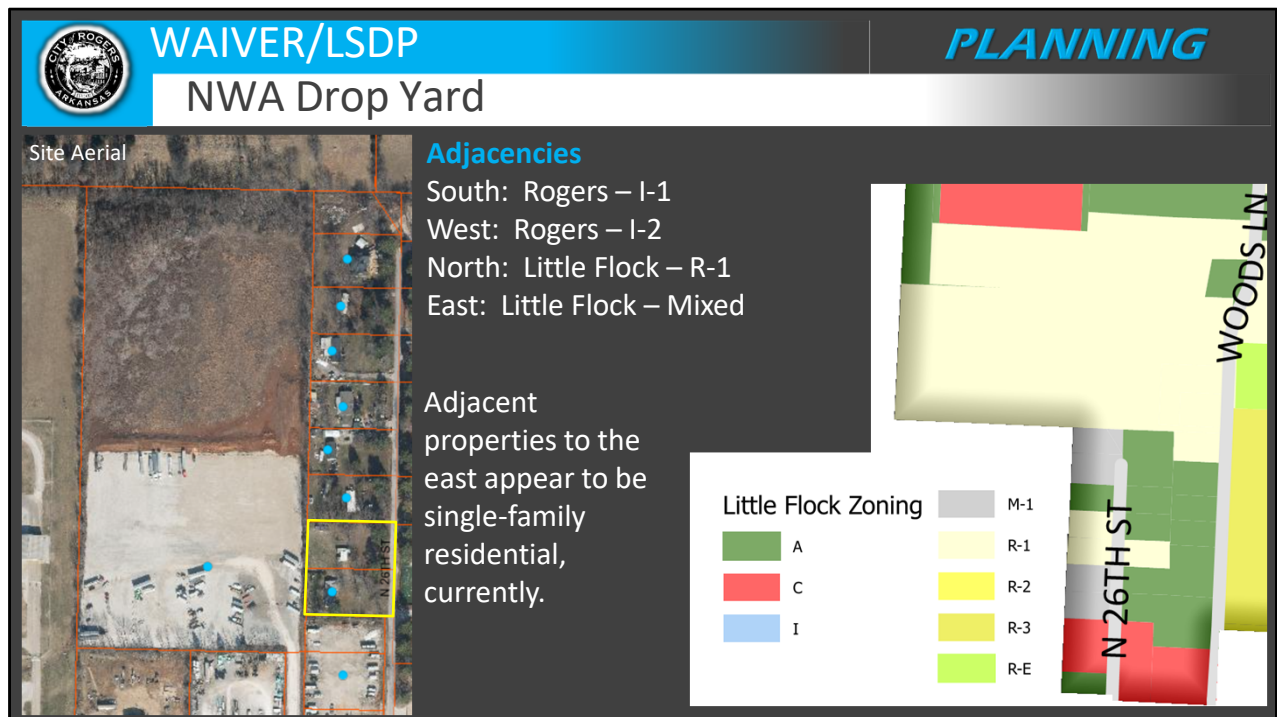 CITY OF ROGERS
ARKANSAS
WAIVER/LSDP
PLANNING
NWA Drop Yard
Site Aerial
N 26TH ST
Adjacencies
South: Rogers – I-1
West: Rogers – I-2
North: Little Flock – R-1
East: Little Flock – Mixed
Adjacent
properties to the
east appear to be
single-family
residential,
currently.
Little Flock Zoning
A
C
I
M-1
R-1
R-2
R-3
R-E
WOODS LN
N 26TH ST